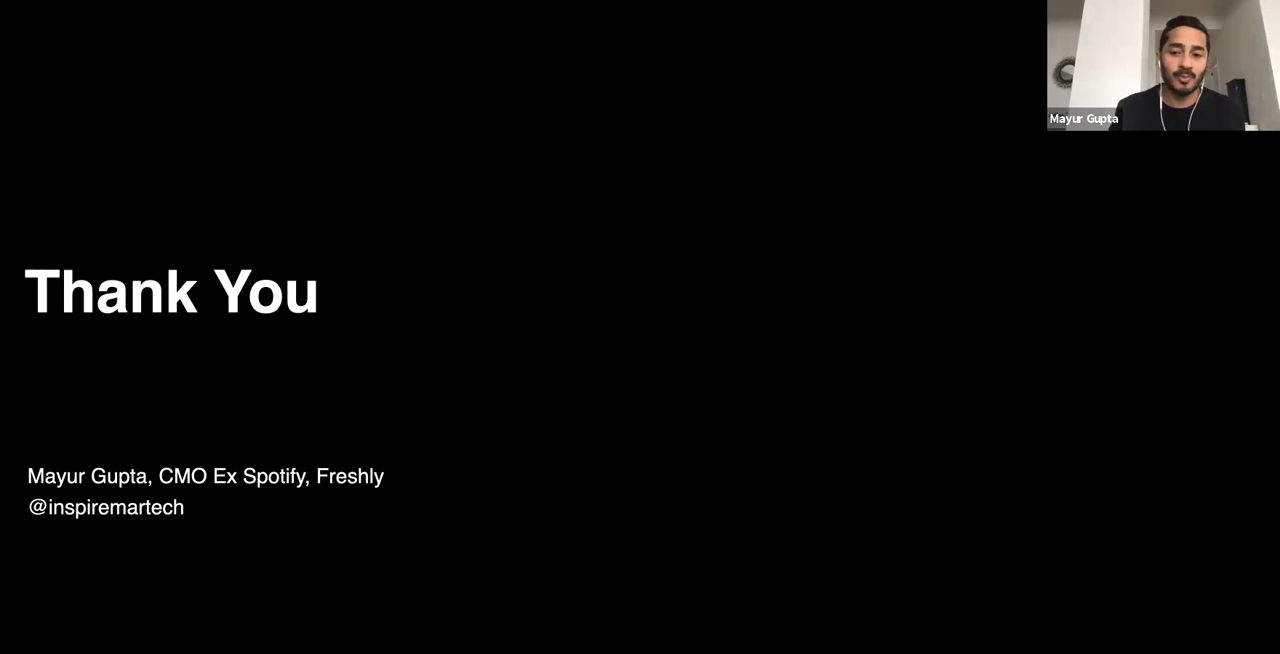 Mayur Gupta
Thank You
Mayur Gupta, CMO Ex Spotify, Freshly
@inspiremartech